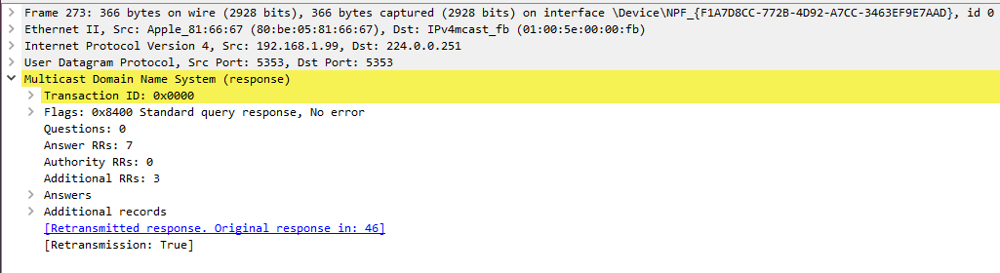 Frame 273: 366 bytes on wire (2928 bits), 366 bytes captured (2928 bits) on interface \Device\NPF_{F1A7D8CC-772B-4D92-A7CC-3463EF9E7AAD}, id 0
Ethernet II, Src: Apple_81:66:67 (80:be:05:81:66:67), Dst: IPv4mcast_fb (01:00:5e:00:00:fb)
Internet Protocol Version 4, Src: 192.168.1.99, Dst: 224.0.0.251
User Datagram Protocol, Src Port: 5353, Dst Port: 5353
Multicast Domain Name System (response)
Transaction ID: 0x0000
Flags: 0x8400 Standard query response, No error
Questions: 0
Answer RRs: 7
Authority RRs: 0
Additional RRs: 3
Answers
Additional records
[Retransmitted response. Original response in: 46]
[Retransmission: True]